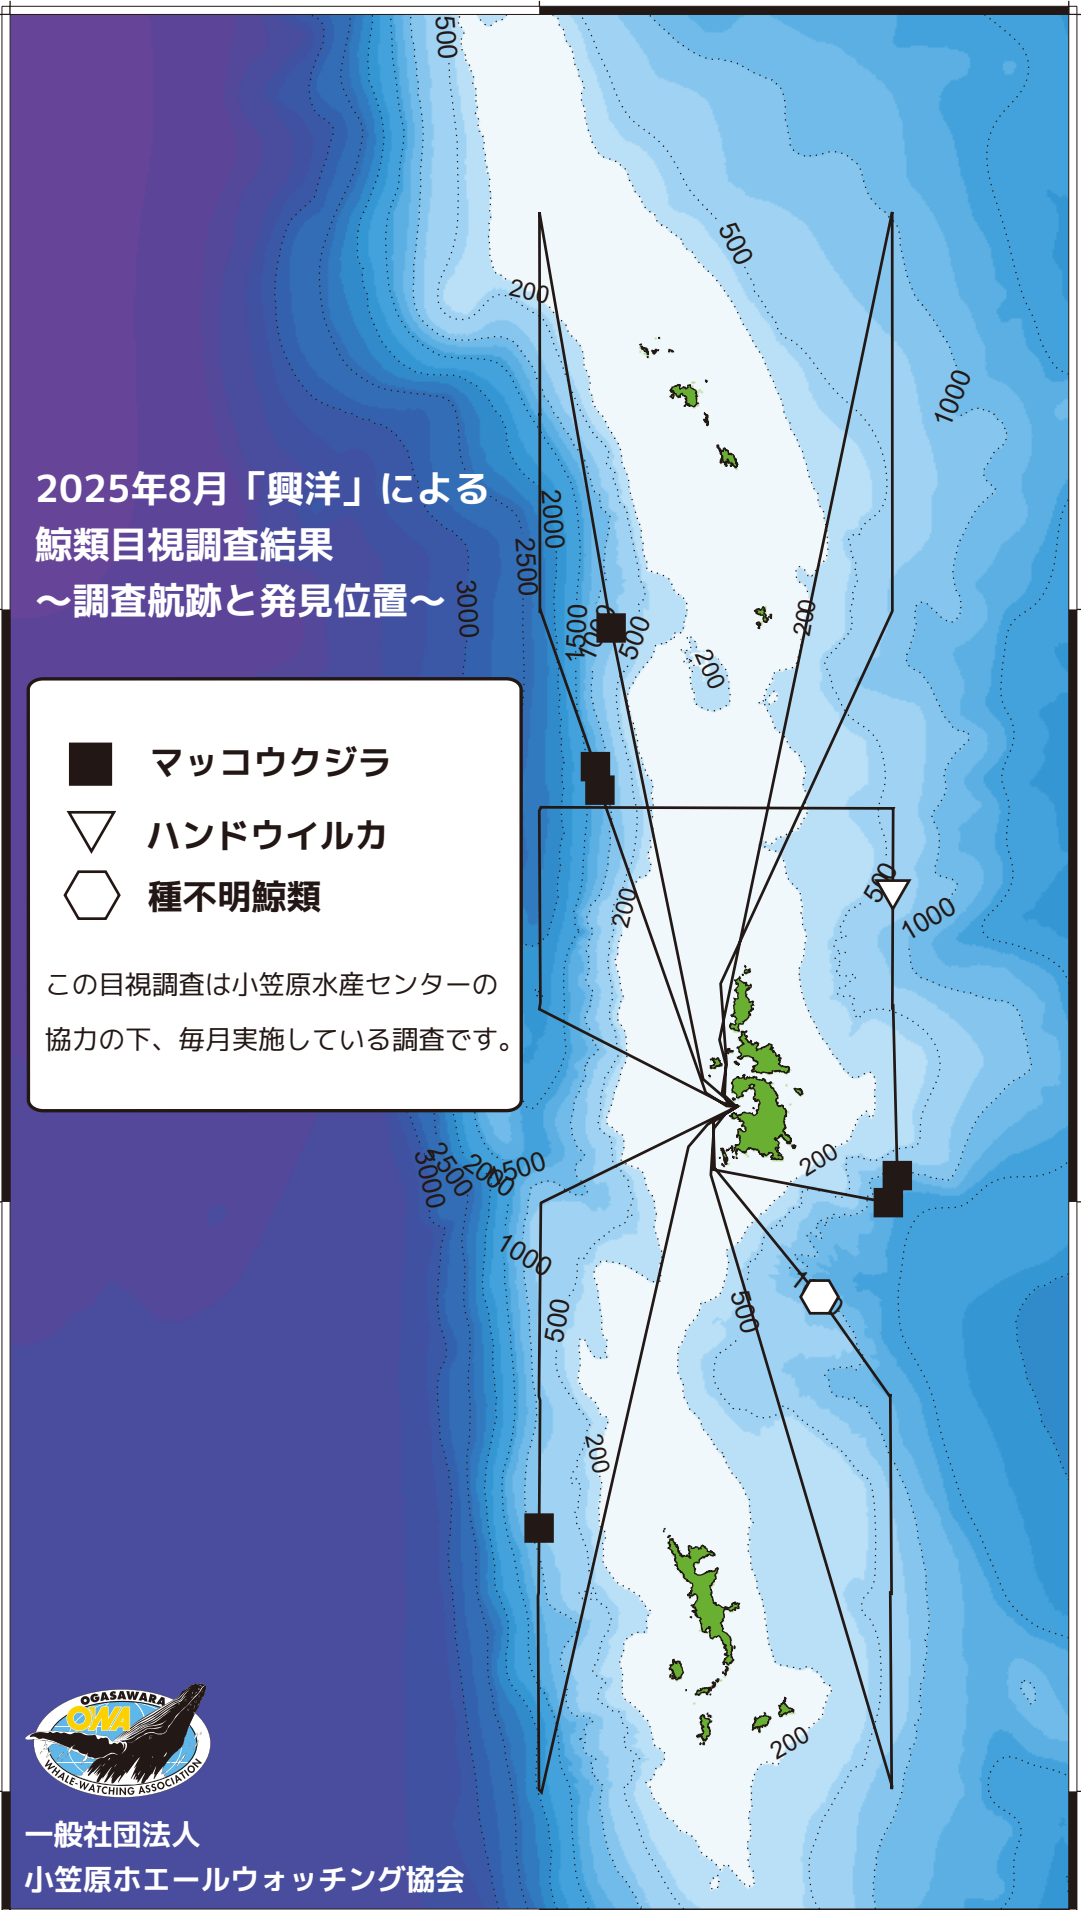 500
500
200
1000
2025年8月「興洋」による
鯨類目視調査結果
～調査航跡と発見位置～
2000
2500
3000
1500
1000
500
200
200
マッコウクジラ
ハンドウイルカ
種不明鯨類
この目視調査は小笠原水産センターの
協力の下、毎月実施している調査です。
200
500
1000
3000
2500
2000
1500
200
1000
500
500
200
200
OGASAWARA
OWA
WHALE-WATCHING ASSOCIATION
一般社団法人
小笠原ホエールウォッチング協会